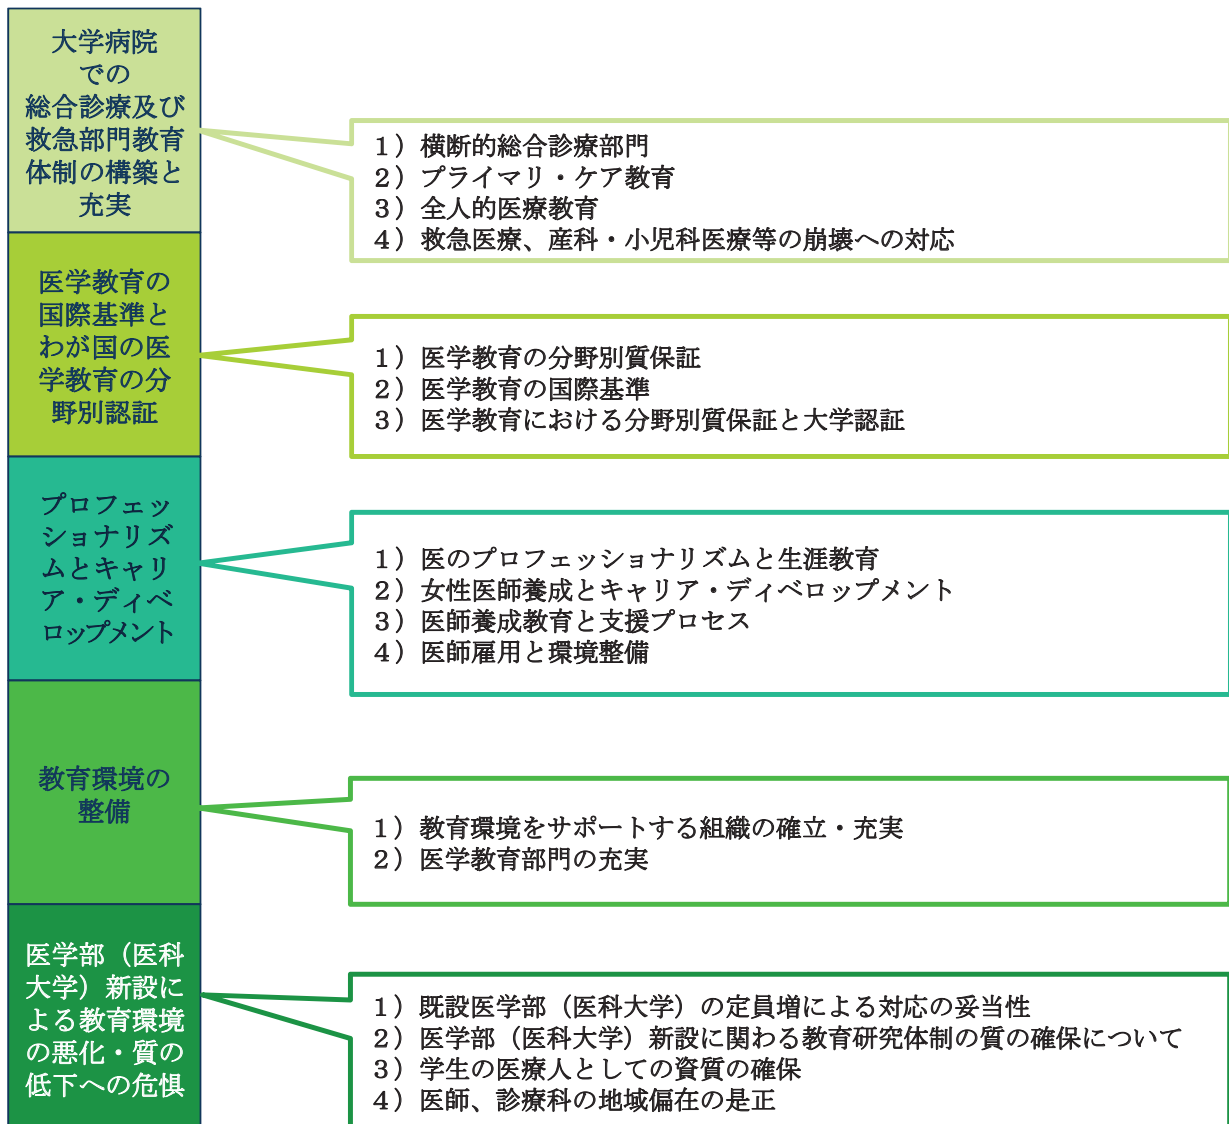 大学病院
での
総合診療及び
救急部門教育
体制の構築と
充実
１）横断的総合診療部門
２）プライマリ・ケア教育
３）全人的医療教育
４）救急医療、産科・小児科医療等の崩壊への対応
医学教育の
国際基準と
わが国の医
学教育の分
野別認証
１）医学教育の分野別質保証
２）医学教育の国際基準
３）医学教育における分野別質保証と大学認証
プロフェッ
ショナリズ
ムとキャリ
ア・ディベ
ロップメント
１）医のプロフェッショナリズムと生涯教育
２）女性医師養成とキャリア・ディベロップメント
３）医師養成教育と支援プロセス
４）医師雇用と環境整備
教育環境の
整備
１）教育環境をサポートする組織の確立・充実
２）医学教育部門の充実
医学部（医科
大学）新設に
よる教育環境
の悪化・質の
低下への危惧
１）既設医学部（医科大学）の定員増による対応の妥当性
２）医学部（医科大学）新設に関わる教育研究体制の質の確保について
３）学生の医療人としての資質の確保
４）医師、診療科の地域偏在の是正